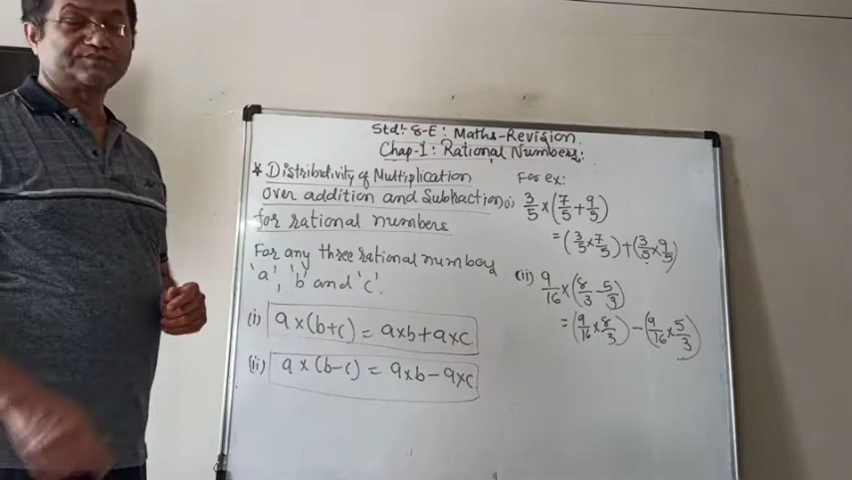 Std: 8-E: Maths-Revision
Chap-1: Rational Numbers:
* Distributivity of Multiplication
over addition and Subtraction
for rational numbers
For any three rational numbers
'a', 'b' and 'c'.
(i) a×(b+c) = a×b+a×c
(ii) a×(b-c) = a×b-a×c
For ex:
(i) 3/5 × (7/5 + 9/5)
= (3/5 × 7/5) + (3/5 × 9/5)
(ii) 9/16 × (8/3 - 5/3)
= (9/16 × 8/3) - (9/16 × 5/3)